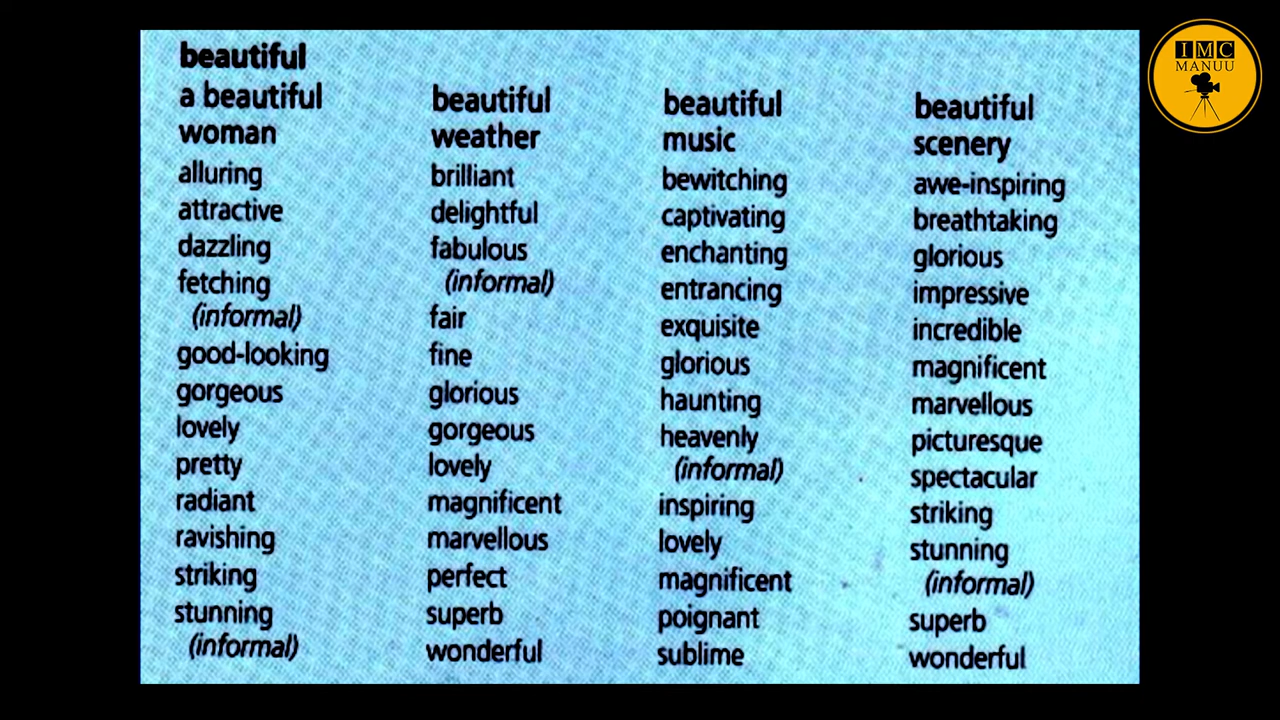 beautiful
a beautiful
woman
alluring
attractive
dazzling
fetching
(informal)
good-looking
gorgeous
lovely
pretty
radiant
ravishing
striking
stunning
(informal)
beautiful
weather
brilliant
delightful
fabulous
(informal)
fair
fine
glorious
gorgeous
lovely
magnificent
marvellous
perfect
superb
wonderful
beautiful
music
bewitching
captivating
enchanting
entrancing
exquisite
glorious
haunting
heavenly
(informal)
inspiring
lovely
magnificent
poignant
sublime
beautiful
scenery
awe-inspiring
breathtaking
glorious
impressive
incredible
magnificent
marvellous
picturesque
spectacular
striking
stunning
(informal)
superb
wonderful
IMC
MANUU